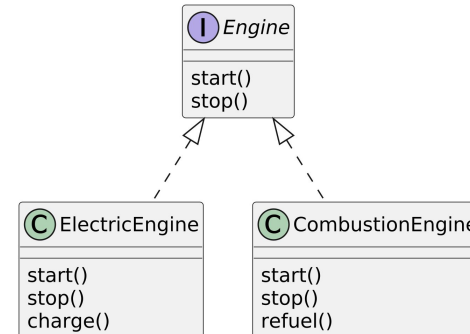 I Engine
start()
stop()
C ElectricEngine
start()
stop()
charge()
C CombustionEngine
start()
stop()
refuel()